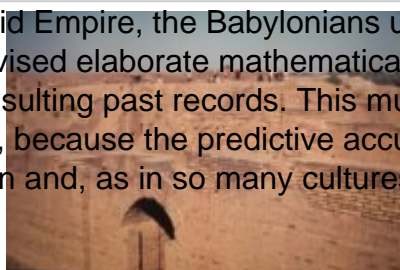 id Empire, the Babylonians u
vised elaborate mathematica
sulting past records. This mu
, because the predictive accu
n and, as in so many cultures